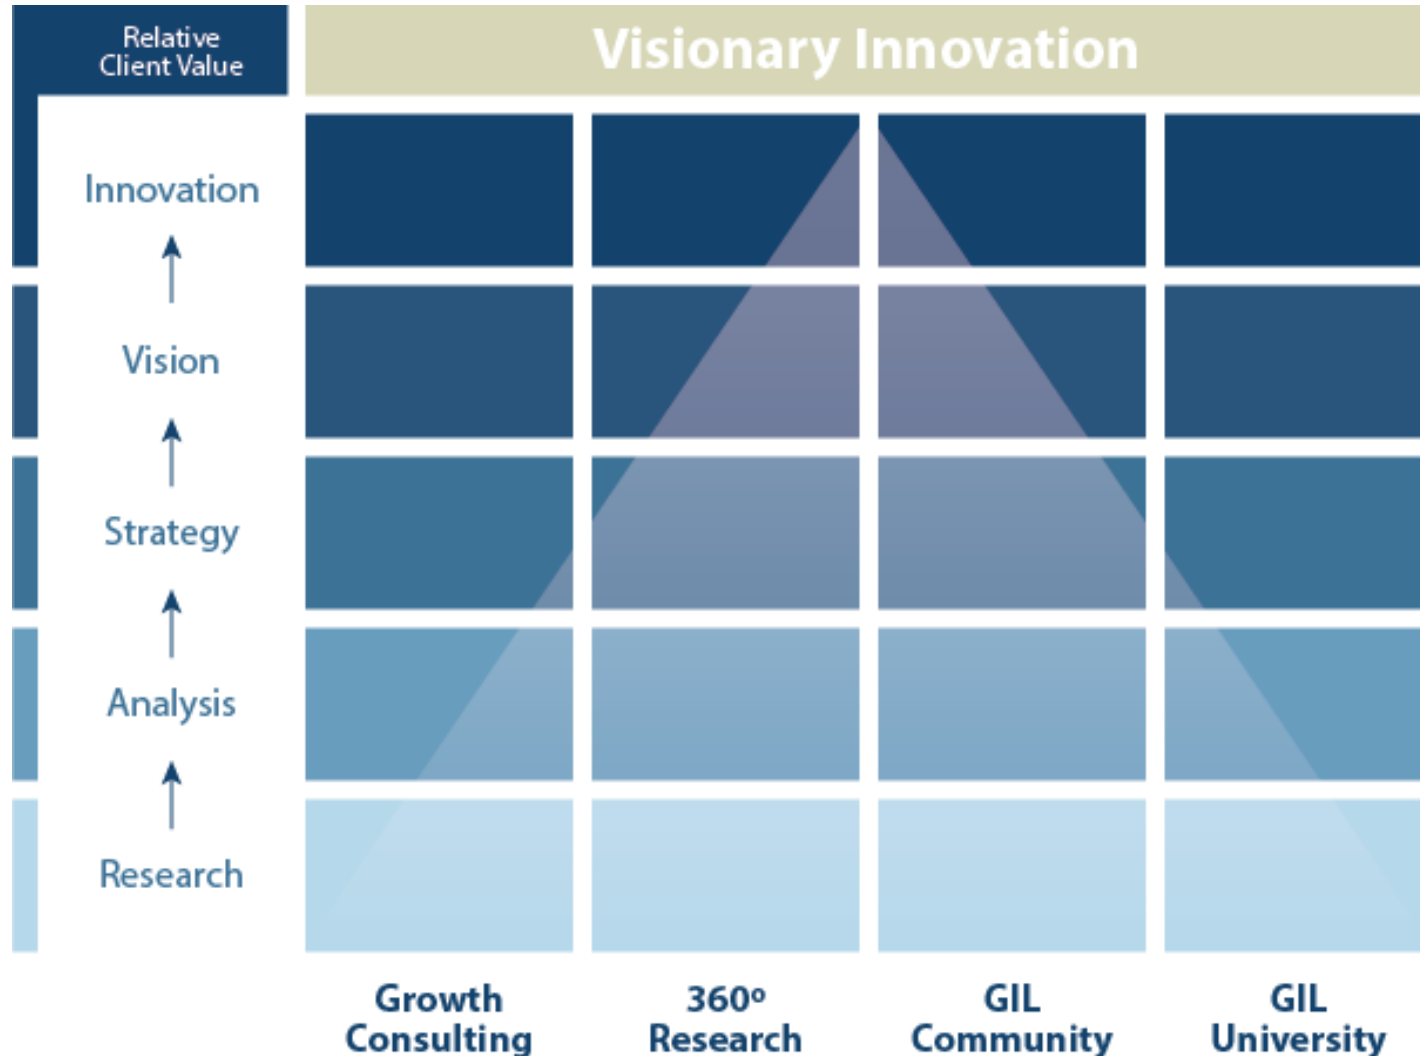 Relative
Client Value
Visionary Innovation
Innovation
Vision
Strategy
Analysis
Research
Growth
Consulting
360º
Research
GIL
Community
GIL
University